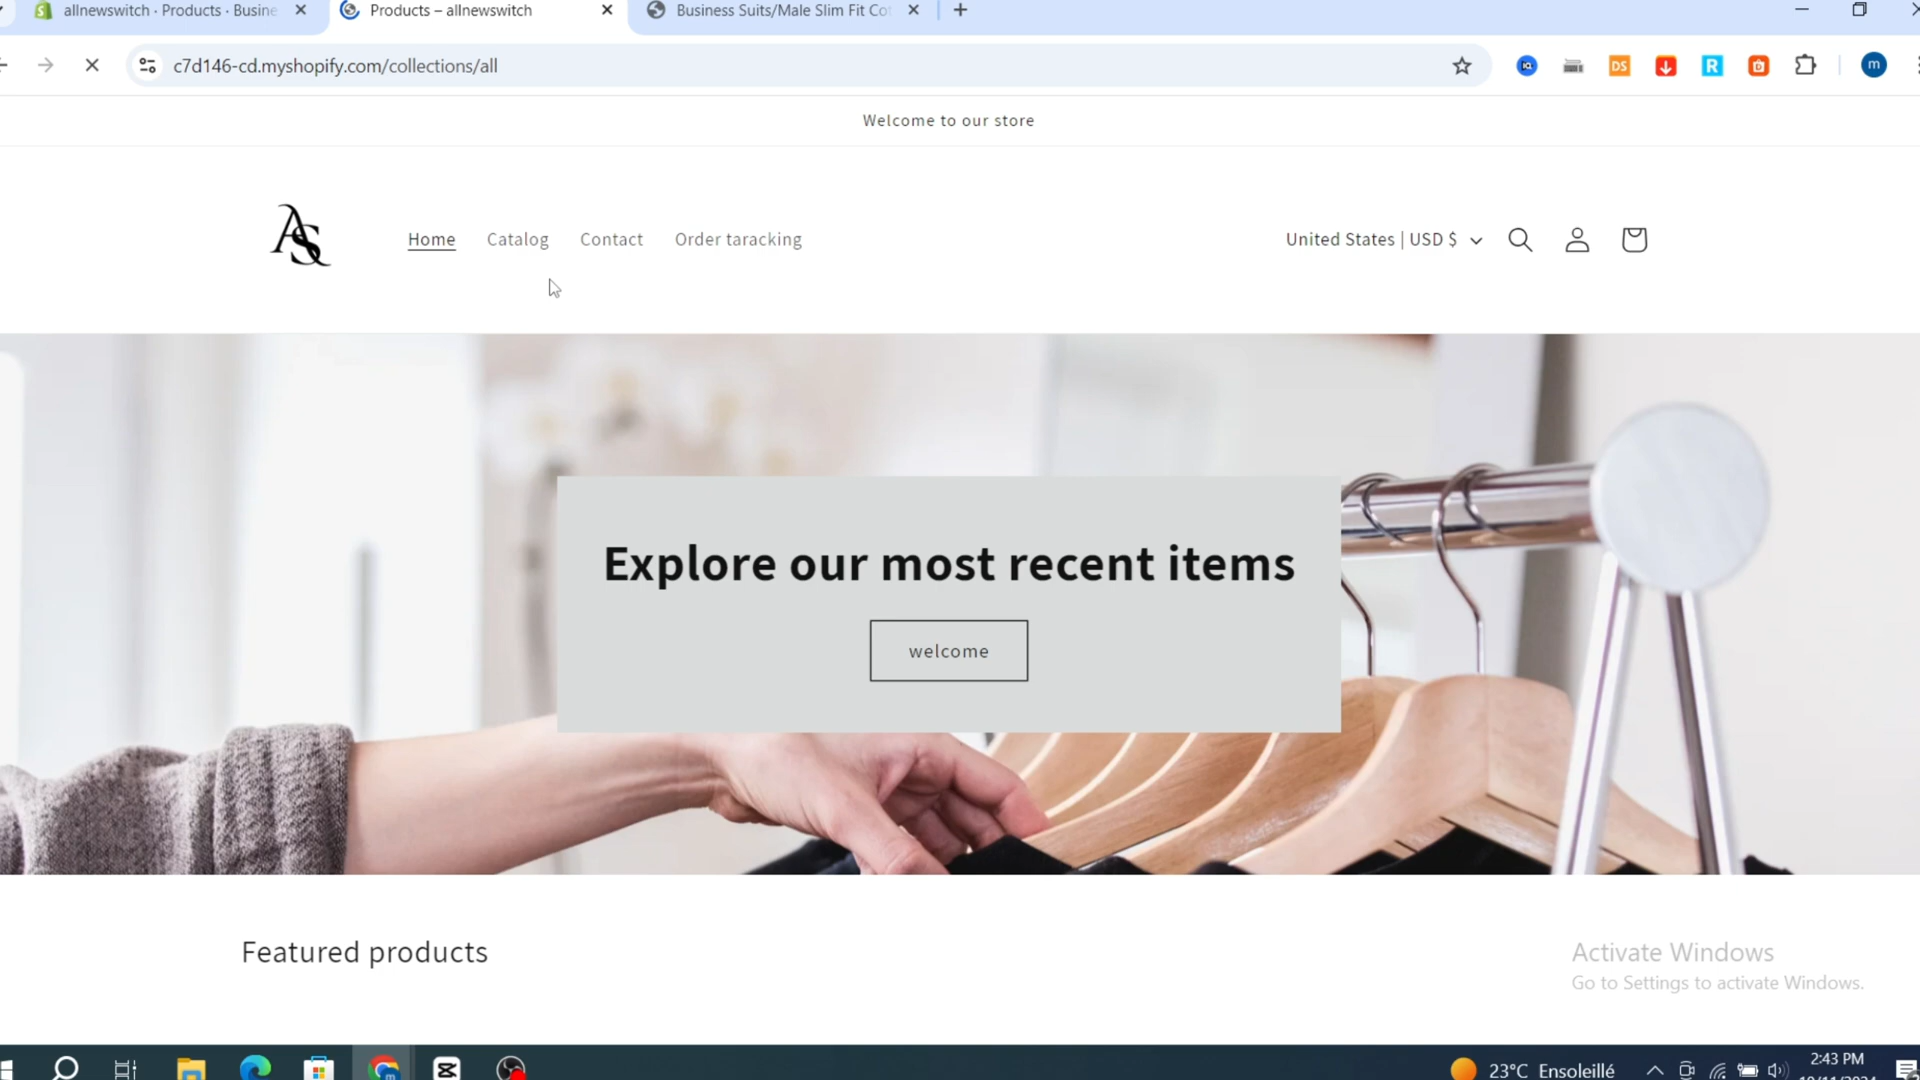 allnewswitch · Products · Busine
Products – allnewswitch
Business Suits/Male Slim Fit Co
c7d146-cd.myshopify.com/collections/all
DS
R
m
Welcome to our store
AS
Home
Catalog
Contact
Order taracking
United States | USD $
Explore our most recent items
welcome
Featured products
Activate Windows
Go to Settings to activate Windows.
23°C Ensoleillé
2:43 PM